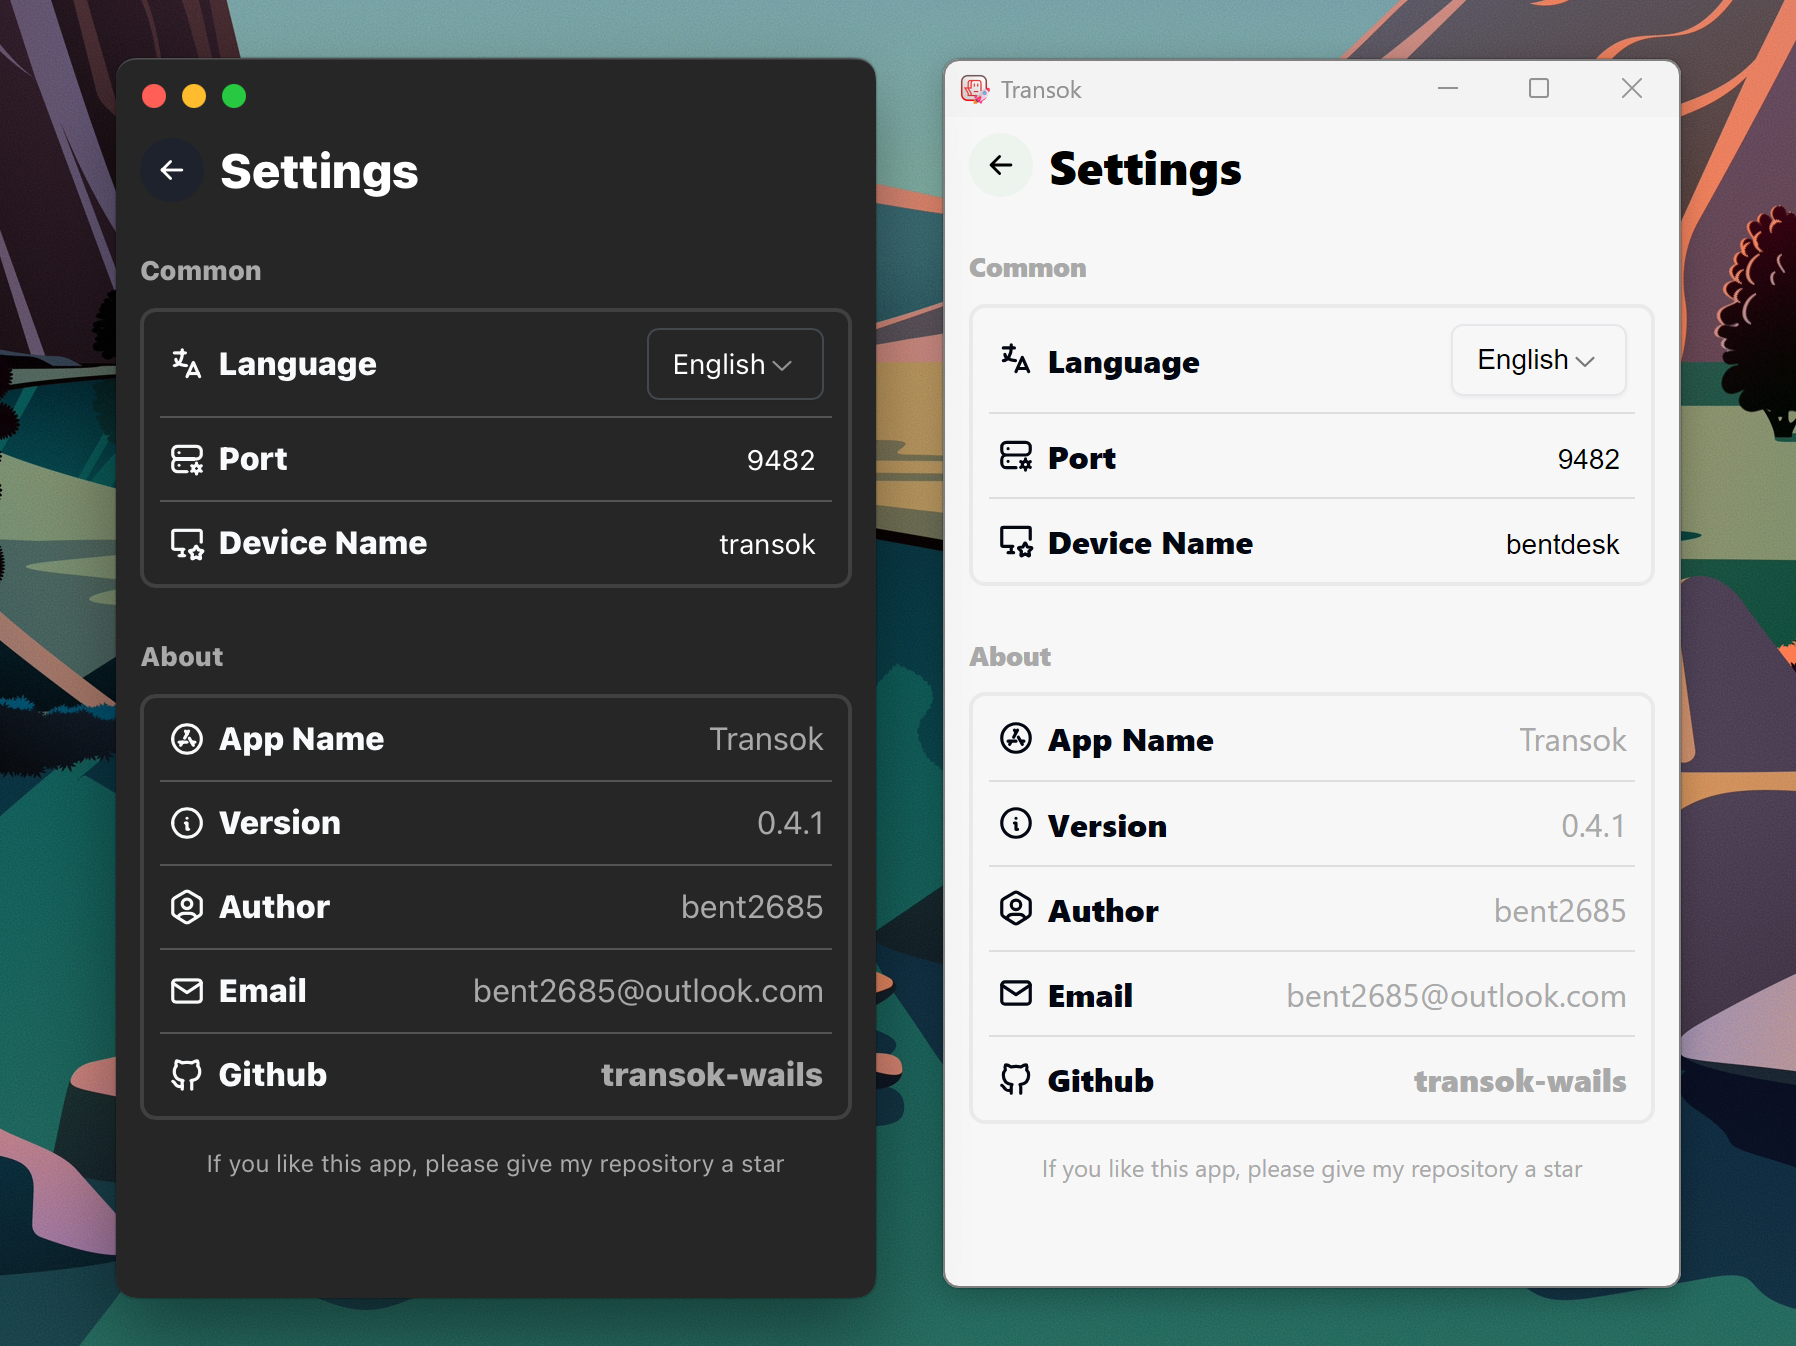 Settings
Common
Language English
Port 9482
Device Name transok
About
App Name Transok
Version 0.4.1
Author bent2685
Email bent2685@outlook.com
Github transok-wails
If you like this app, please give my repository a star
Transok
Settings
Common
Language English
Port 9482
Device Name bentdesk
About
App Name Transok
Version 0.4.1
Author bent2685
Email bent2685@outlook.com
Github transok-wails
If you like this app, please give my repository a star